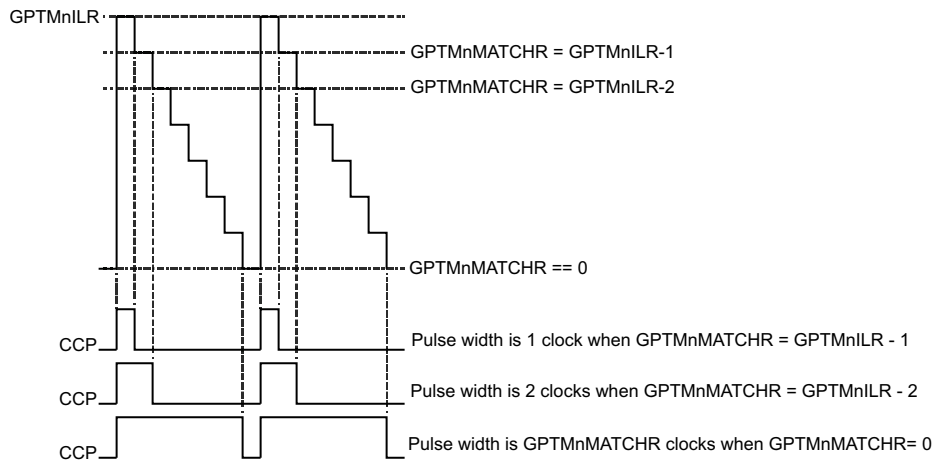 GPTMnILR
GPTMnMATCHR = GPTMnILR-1
GPTMnMATCHR = GPTMnILR-2
GPTMnMATCHR == 0
CCP
Pulse width is 1 clock when GPTMnMATCHR = GPTMnILR - 1
CCP
Pulse width is 2 clocks when GPTMnMATCHR = GPTMnILR - 2
CCP
Pulse width is GPTMnMATCHR clocks when GPTMnMATCHR= 0